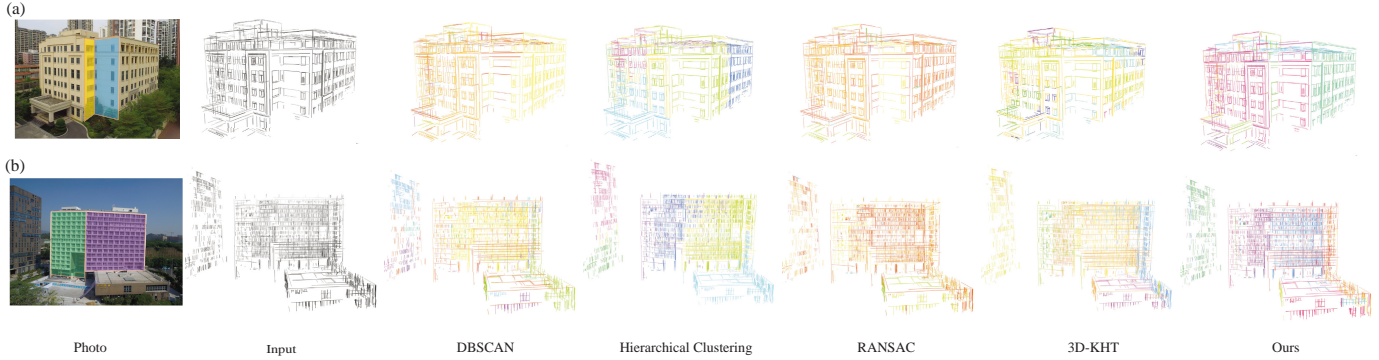 (a)
(b)
Photo Input DBSCAN Hierarchical Clustering RANSAC 3D-KHT Ours